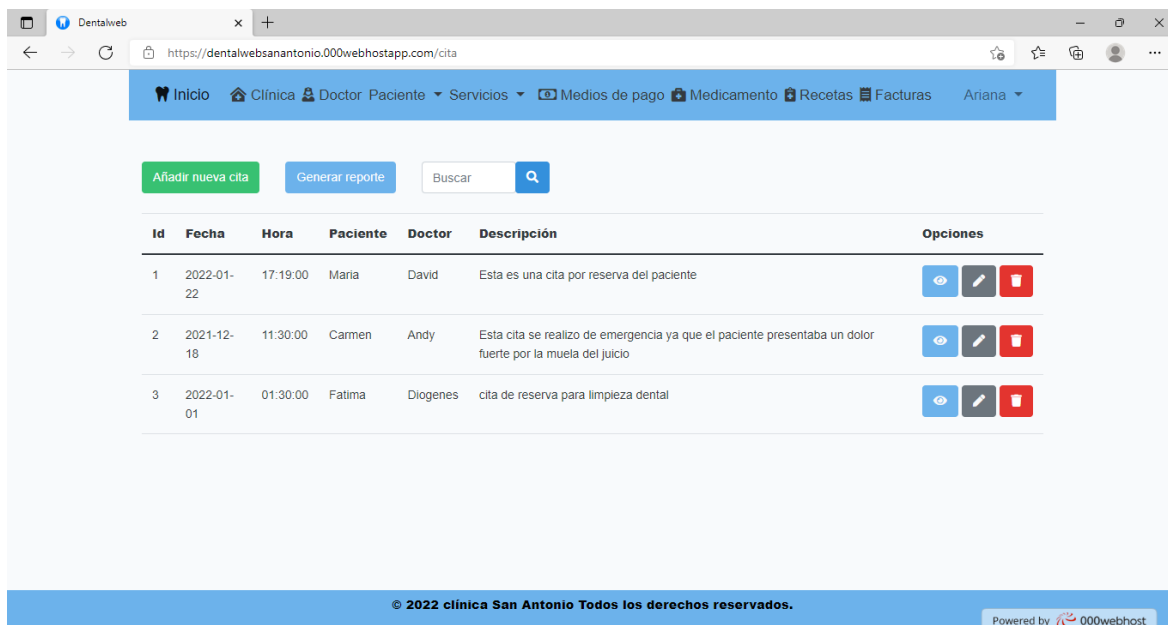 Dentalweb
https://dentalwebsanantonio.000webhostapp.com/cita
Inicio Clínica Doctor Paciente Servicios Medios de pago Medicamento Recetas Facturas Ariana
Añadir nueva cita Generar reporte Buscar
Id Fecha Hora Paciente Doctor Descripción Opciones
1 2022-01- 17:19:00 Maria David Esta es una cita por reserva del paciente
22
2 2021-12- 11:30:00 Carmen Andy Esta cita se realizo de emergencia ya que el paciente presentaba un dolor
18 fuerte por la muela del juicio
3 2022-01- 01:30:00 Fatima Diogenes cita de reserva para limpieza dental
01
© 2022 clínica San Antonio Todos los derechos reservados.
Powered by 000webhost